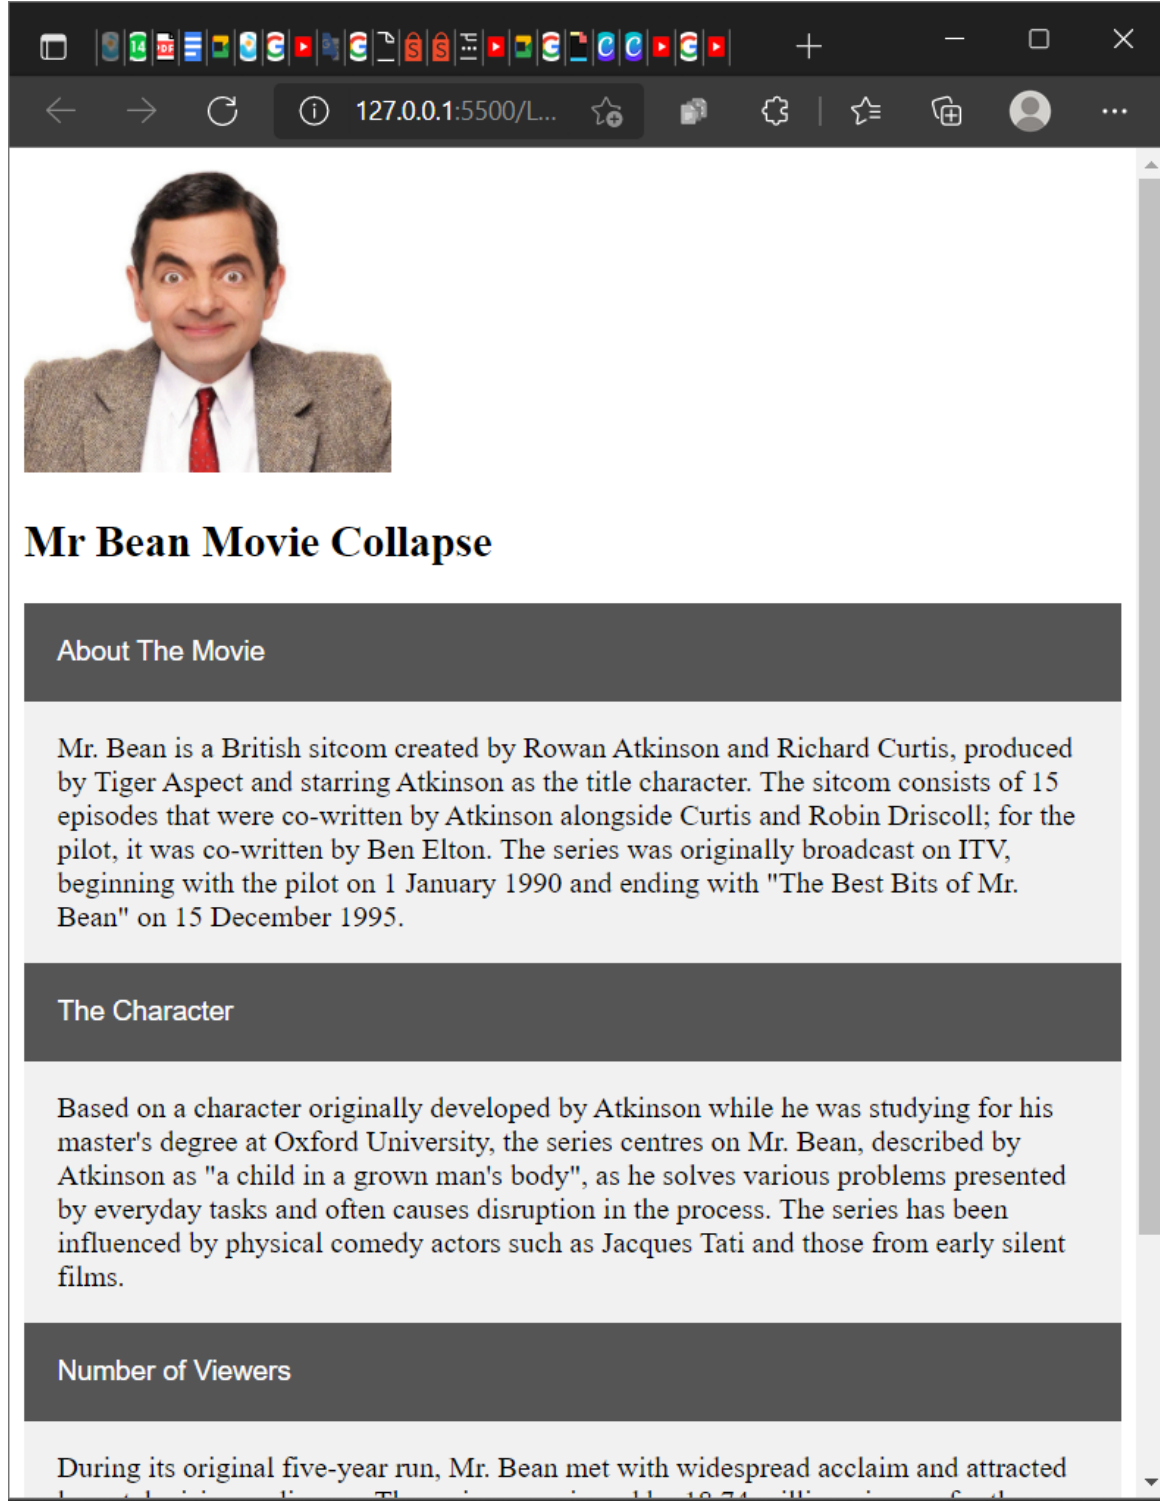 14
PDF
127.0.0.1:5500/L...
Mr Bean Movie Collapse
About The Movie
Mr. Bean is a British sitcom created by Rowan Atkinson and Richard Curtis, produced
by Tiger Aspect and starring Atkinson as the title character. The sitcom consists of 15
episodes that were co-written by Atkinson alongside Curtis and Robin Driscoll; for the
pilot, it was co-written by Ben Elton. The series was originally broadcast on ITV,
beginning with the pilot on 1 January 1990 and ending with "The Best Bits of Mr.
Bean" on 15 December 1995.
The Character
Based on a character originally developed by Atkinson while he was studying for his
master's degree at Oxford University, the series centres on Mr. Bean, described by
Atkinson as "a child in a grown man's body", as he solves various problems presented
by everyday tasks and often causes disruption in the process. The series has been
influenced by physical comedy actors such as Jacques Tati and those from early silent
films.
Number of Viewers
During its original five-year run, Mr. Bean met with widespread acclaim and attracted